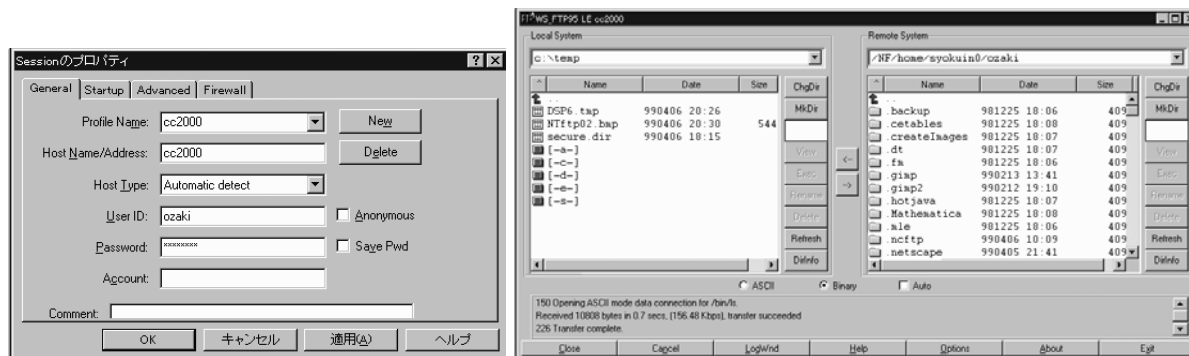 Sessionのプロパティ
General Startup Advanced Firewall
Profile Name: cc2000 New
Host Name/Address: cc2000 Delete
Host Type: Automatic detect
User ID: ozaki Anonymous
Password: ******** Save Pwd
Account:
Comment:
OK キャンセル 適用(A) ヘルプ
WS_FTP95 LE cc2000
Local System
c:\temp
Name Date Size
..
DSP6.tmp 990406 20:26
NTftp02.bmp 990406 20:30 544
secure.dir 990406 18:15
[-a-]
[-c-]
[-d-]
[-e-]
[-s-]
ChgDir
MkDir
View
Exec
Rename
Delete
Refresh
DirInfo
<-
->
Remote System
/NF/home/syokuin0/ozaki
Name Date Size
..
.backup 981225 18:06 409
.cetables 981225 18:08 409
.createImages 981225 18:07 409
.dt 981225 18:07 409
.fm 981225 18:06 409
.gimp 990213 13:41 409
.gimp2 990212 19:10 409
.hotjava 981225 18:07 409
.Mathematica 981225 18:08 409
.mle 981225 18:06 409
.ncftp 990406 10:09 409
.netscape 990405 21:41 409
ChgDir
MkDir
View
Exec
Rename
Delete
Refresh
DirInfo
ASCII Binary Auto
150 Opening ASCII mode data connection for /bin/ls.
Received 10808 bytes in 0.7 secs, (156.48 Kbps), transfer succeeded
226 Transfer complete.
Close Cancel LogWnd Help Options About Exit